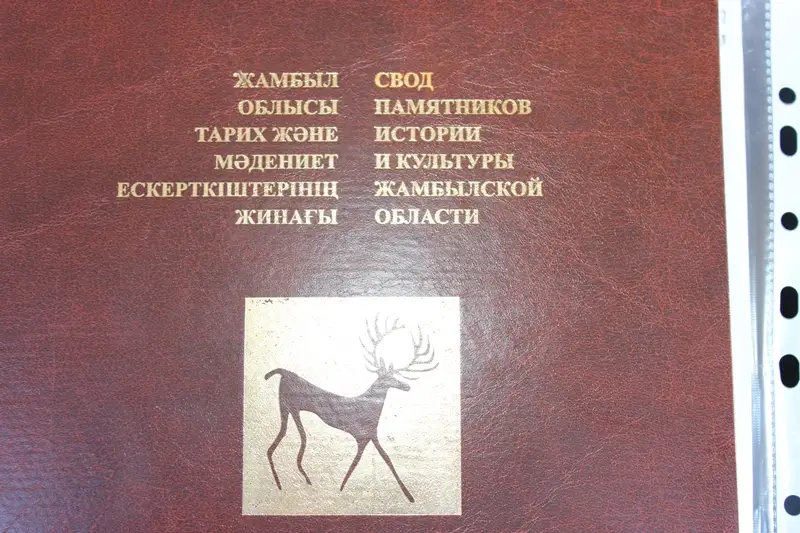 ЖАМБЫЛ
ОБЛЫСЫ
ТАРИХ ЖӘНЕ
МӘДЕНИЕТ
ЕСКЕРТКІШТЕРІНІҢ
ЖИНАҒЫ
СВОД
ПАМЯТНИКОВ
ИСТОРИИ
И КУЛЬТУРЫ
ЖАМБЫЛСКОЙ
ОБЛАСТИ